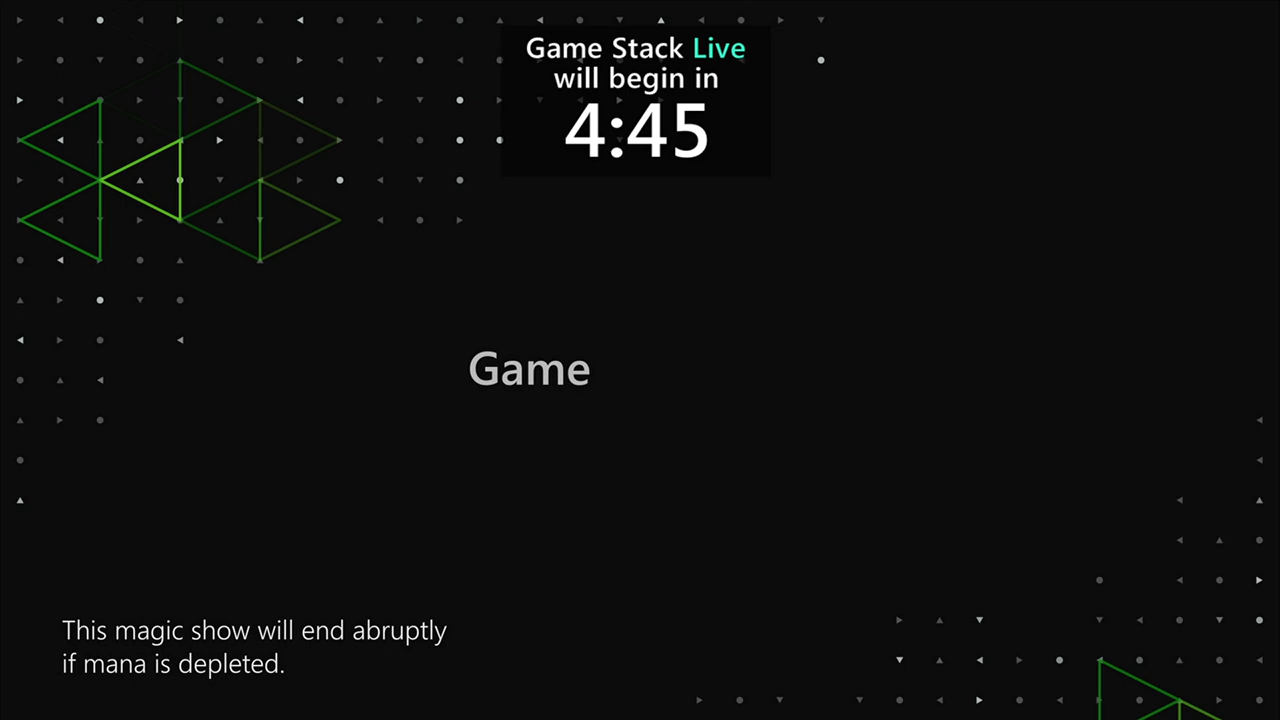 Game Stack Live
will begin in
4:45
Game
This magic show will end abruptly
if mana is depleted.